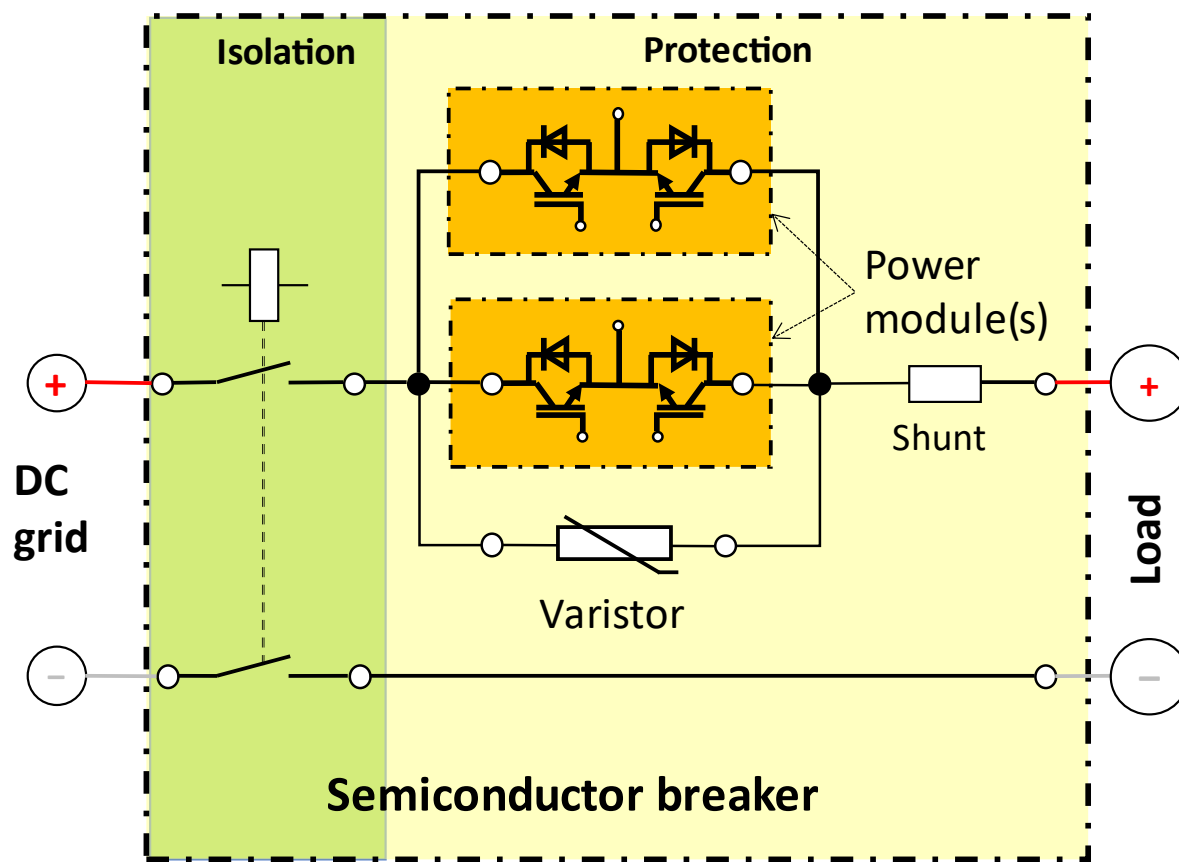 Isolation
Protection
Power
module(s)
+
+
Shunt
DC
grid
Load
Varistor
−
−
Semiconductor breaker